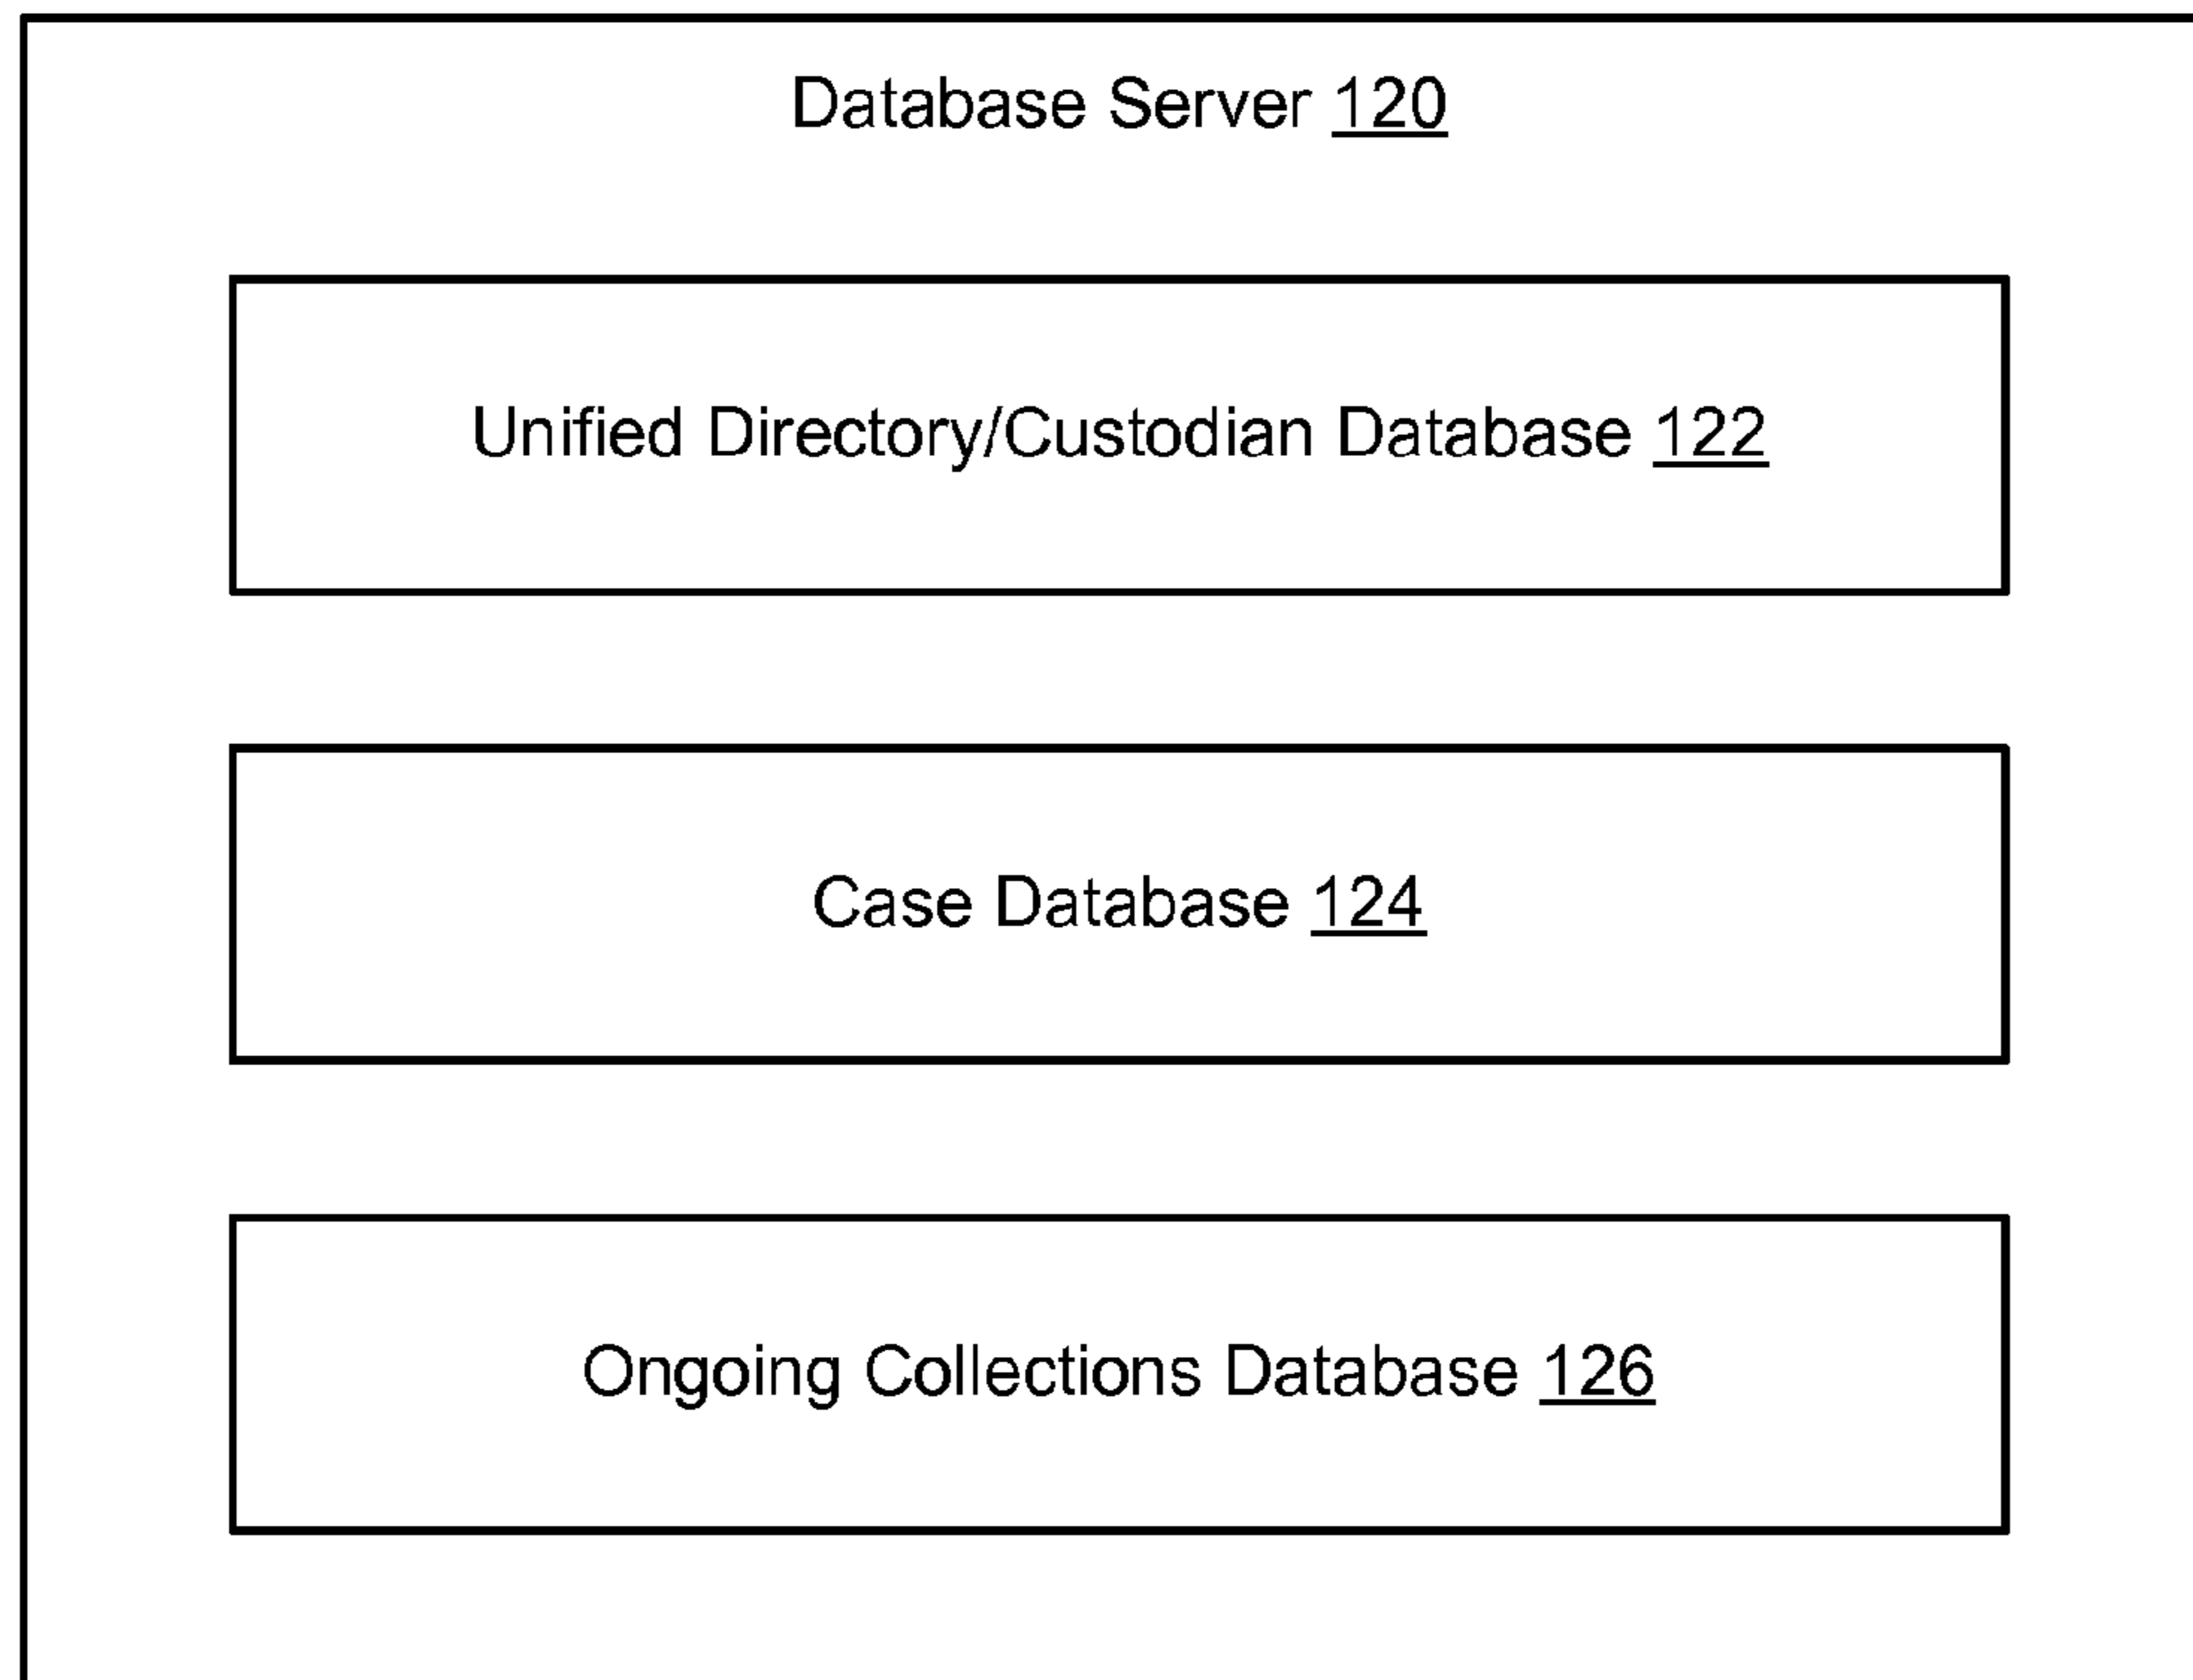 Database Server 120
Unified Directory/Custodian Database 122
Case Database 124
Ongoing Collections Database 126